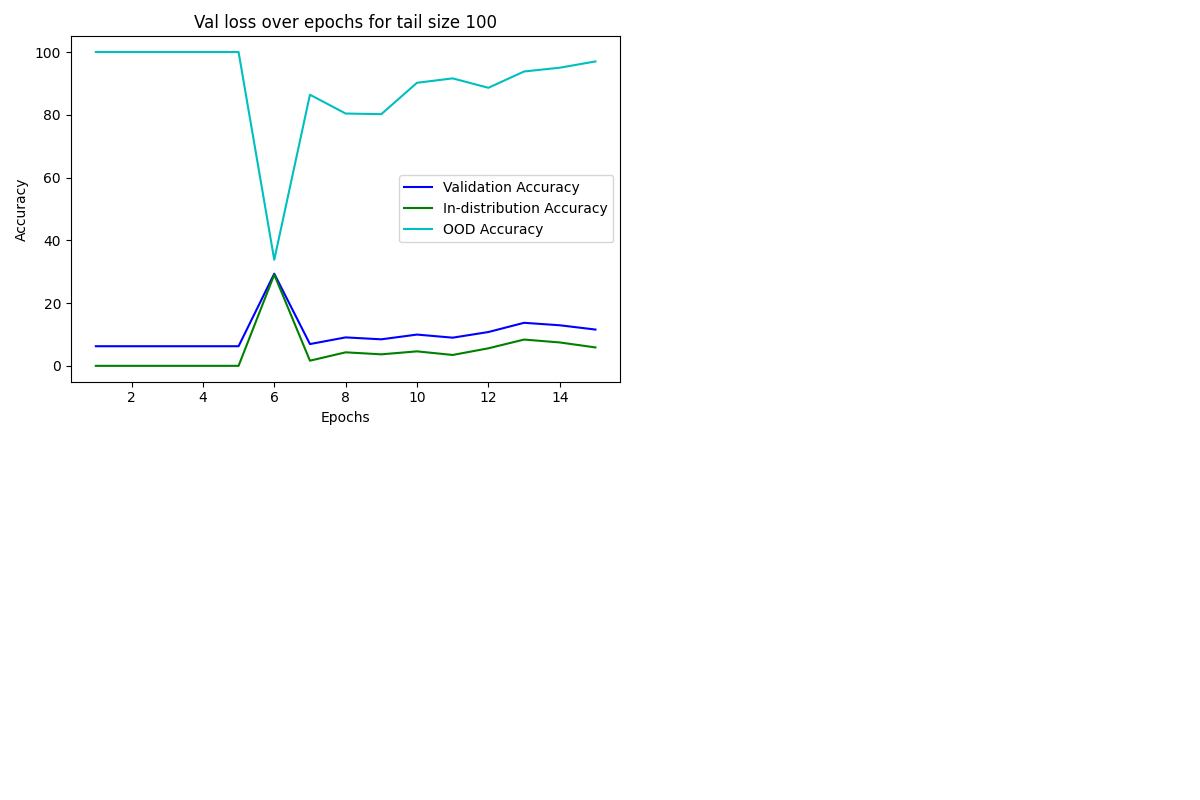 Val loss over epochs for tail size 100
100
80
60
40
20
0
Accuracy
Validation Accuracy
In-distribution Accuracy
OOD Accuracy
2 4 6 8 10 12 14
Epochs